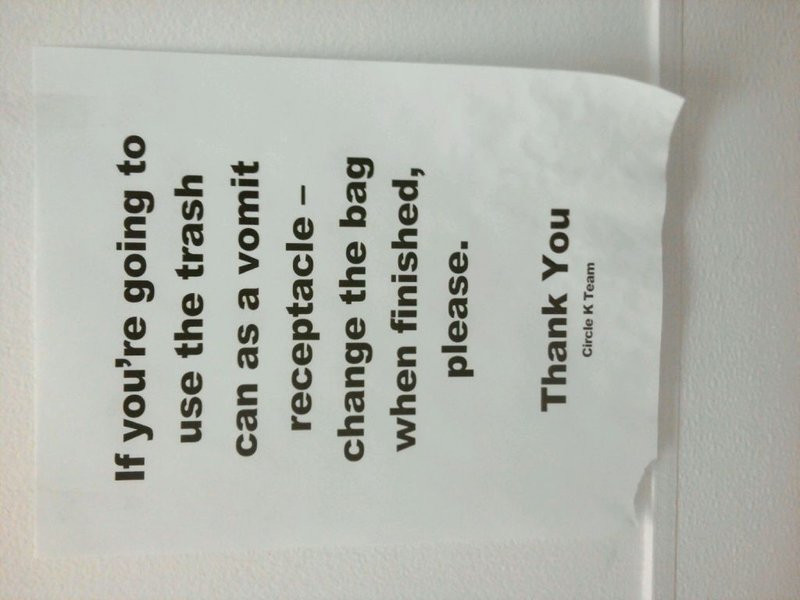 If you're going to
use the trash
can as a vomit
receptacle –
change the bag
when finished,
please.
Thank You
Circle K Team